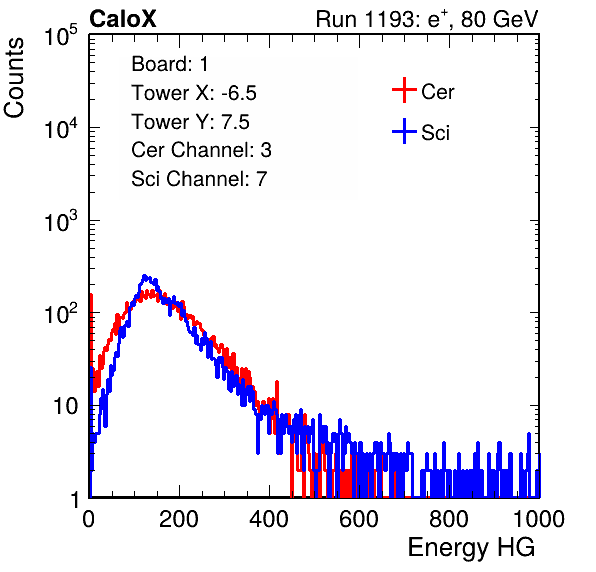 CaloX Run 1193: e⁺, 80 GeV
Counts
10⁵
10⁴
10³
10²
10
1
Board: 1
Tower X: -6.5
Tower Y: 7.5
Cer Channel: 3
Sci Channel: 7
Cer
Sci
0 200 400 600 800 1000
Energy HG